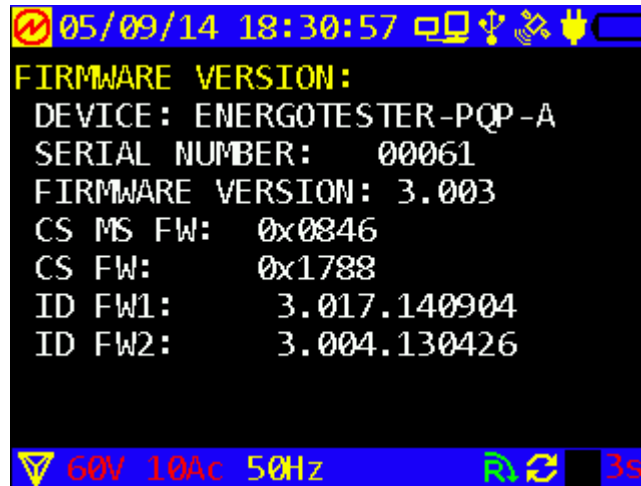 05/09/14 18:30:57
FIRMWARE VERSION:
DEVICE: ENERGOTESTER-PQP-A
SERIAL NUMBER: 00061
FIRMWARE VERSION: 3.003
CS MS FW: 0x0846
CS FW: 0x1788
ID FW1: 3.017.140904
ID FW2: 3.004.130426
60V 10Ac 50Hz R 3s